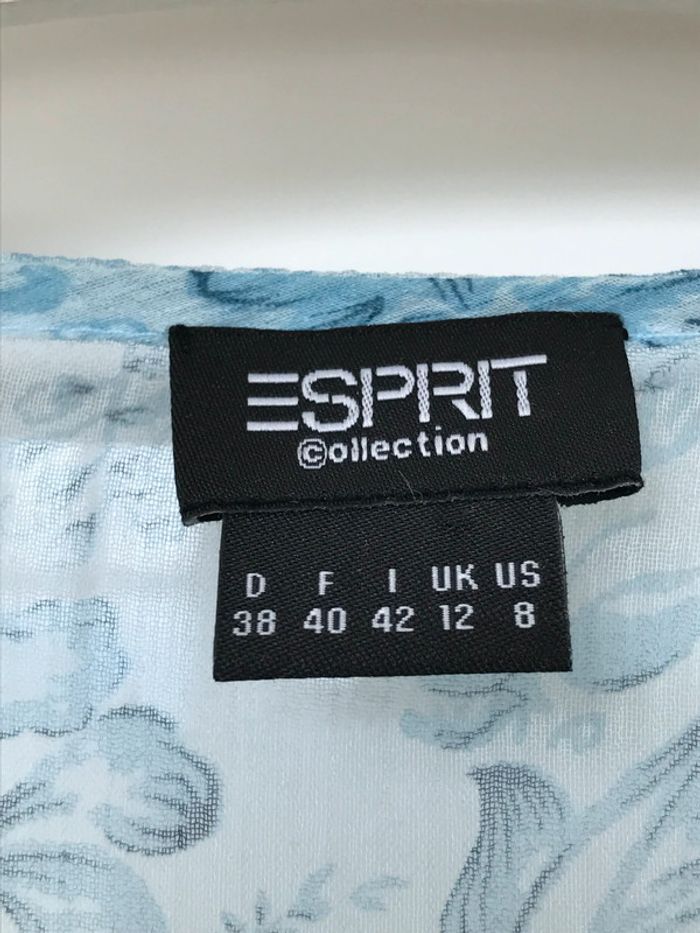 ESPRIT
©ollection
D F I UK US
38 40 42 12 8